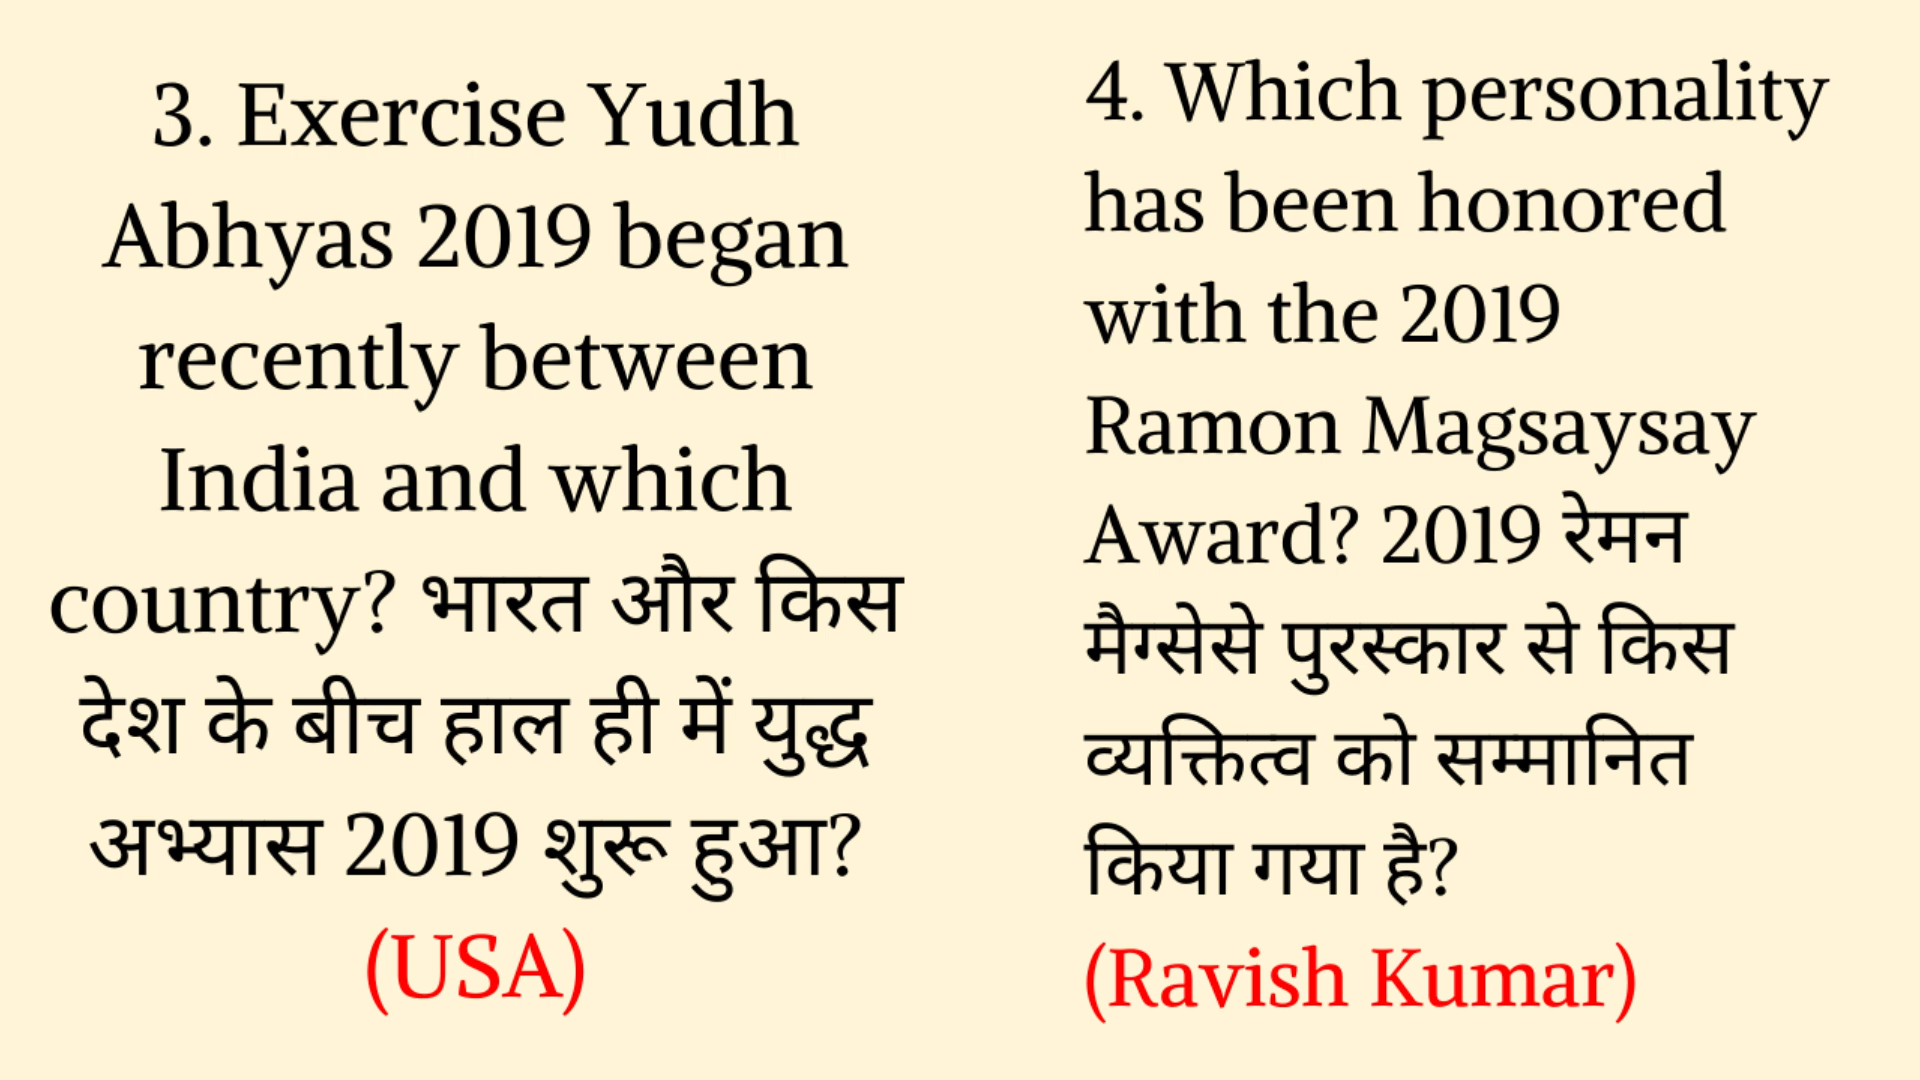 3. Exercise Yudh
Abhyas 2019 began
recently between
India and which
country? भारत और किस
देश के बीच हाल ही में युद्ध
अभ्यास 2019 शुरू हुआ?
(USA)
4. Which personality
has been honored
with the 2019
Ramon Magsaysay
Award? 2019 रेमन
मैग्सेसे पुरस्कार से किस
व्यक्तित्व को सम्मानित
किया गया है?
(Ravish Kumar)